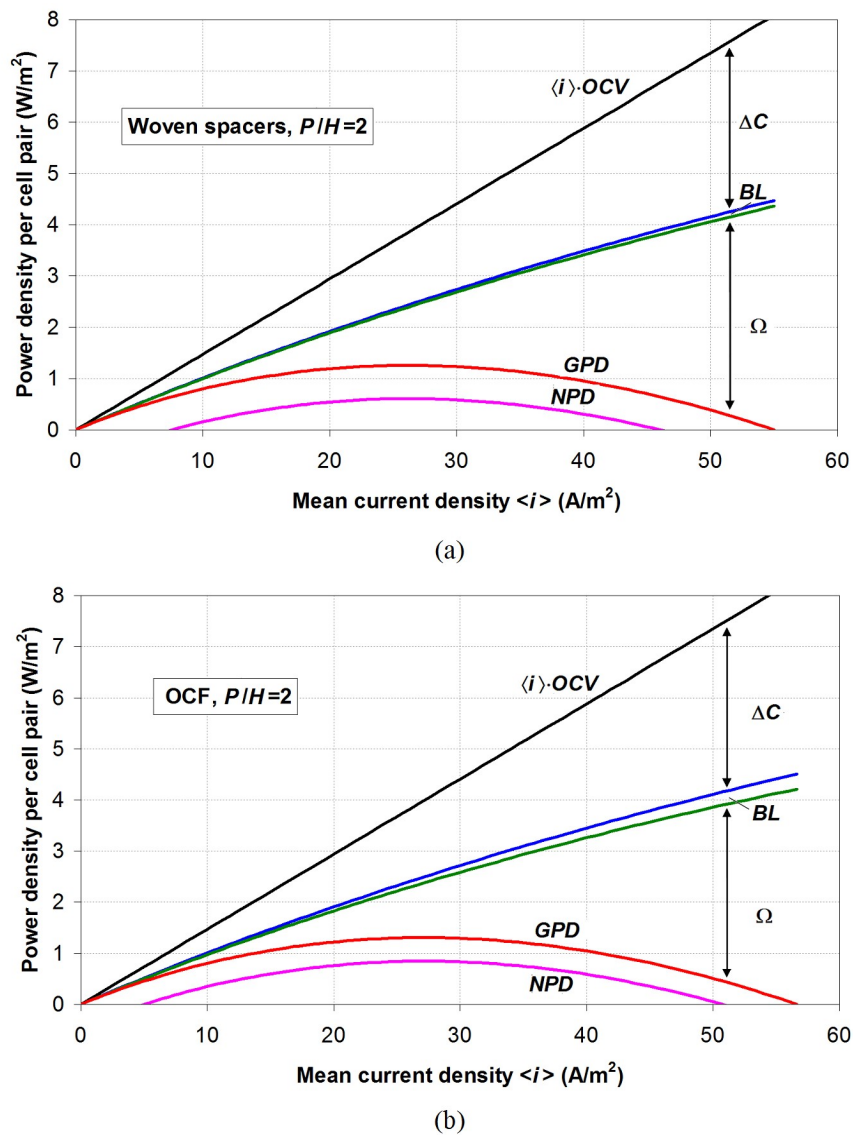 8
7
6
5
4
3
2
1
0
Power density per cell pair (W/m²)
Woven spacers, P/H=2
⟨i⟩·OCV
ΔC
BL
Ω
GPD
NPD
0 10 20 30 40 50 60
Mean current density <i> (A/m²)
(a)
8
7
6
5
4
3
2
1
0
Power density per cell pair (W/m²)
OCF, P/H=2
⟨i⟩·OCV
ΔC
BL
Ω
GPD
NPD
0 10 20 30 40 50 60
Mean current density <i> (A/m²)
(b)